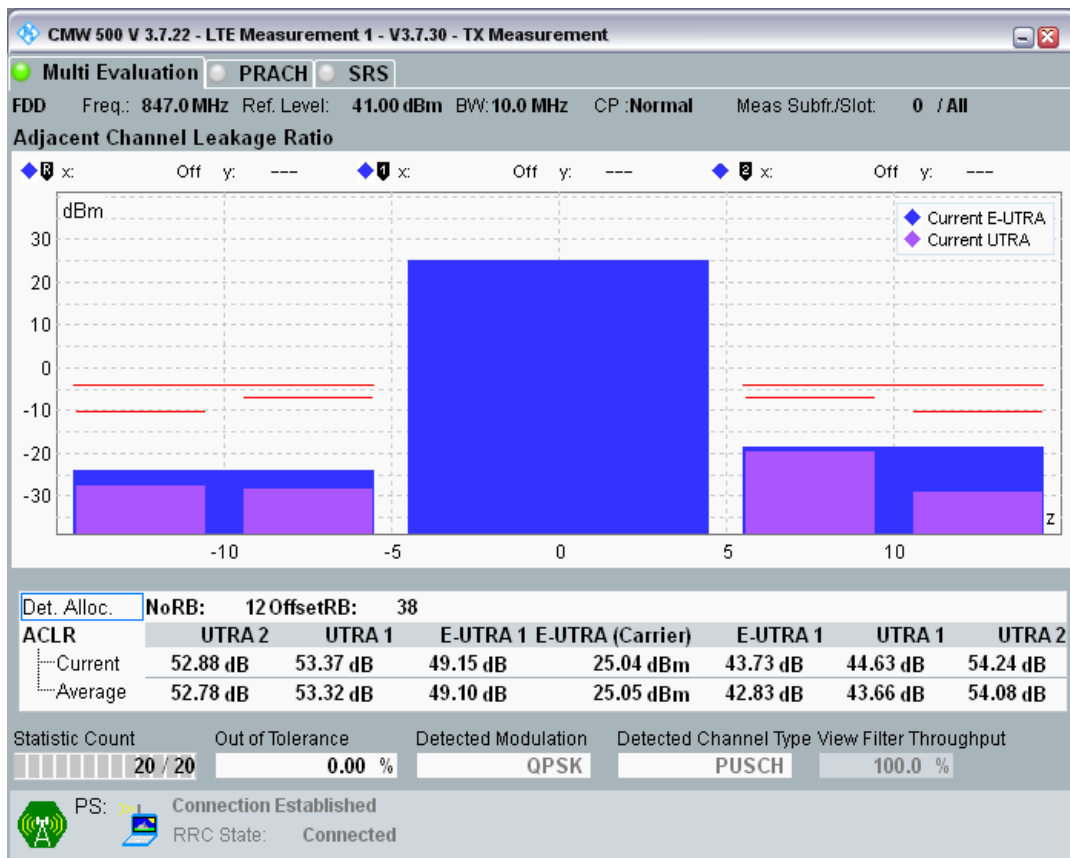 CMW 500 V 3.7.22 - LTE Measurement 1 - V3.7.30 - TX Measurement
Multi Evaluation PRACH SRS
FDD Freq.: 847.0 MHz Ref. Level: 41.00 dBm BW: 10.0 MHz CP :Normal Meas Subfr./Slot: 0 / All
Adjacent Channel Leakage Ratio
R x: Off y: --- 1 x: Off y: --- 2 x: Off y: ---
dBm
Current E-UTRA
Current UTRA
30
20
10
0
-10
-20
-30
z
-10 -5 0 5 10
Det. Alloc. NoRB: 12 OffsetRB: 38
ACLR UTRA 2 UTRA 1 E-UTRA 1 E-UTRA (Carrier) E-UTRA 1 UTRA 1 UTRA 2
Current 52.88 dB 53.37 dB 49.15 dB 25.04 dBm 43.73 dB 44.63 dB 54.24 dB
Average 52.78 dB 53.32 dB 49.10 dB 25.05 dBm 42.83 dB 43.66 dB 54.08 dB
Statistic Count Out of Tolerance Detected Modulation Detected Channel Type View Filter Throughput
20 / 20 0.00 % QPSK PUSCH 100.0 %
PS: Connection Established
RRC State: Connected